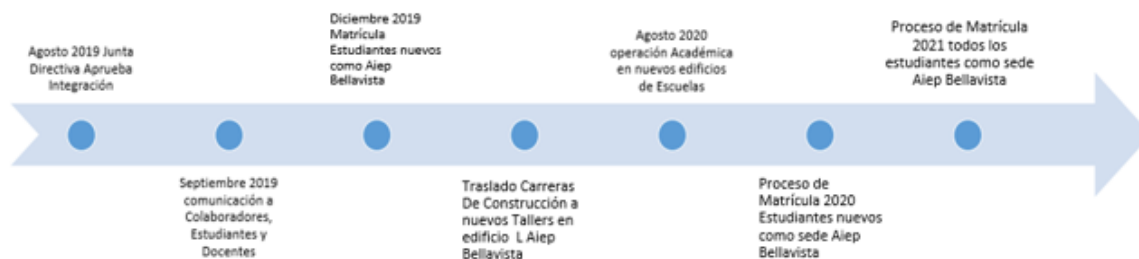 Agosto 2019 Junta
Directiva Aprueba
Integración
Septiembre 2019
comunicación a
Colaboradores,
Estudiantes y
Docentes
Diciembre 2019
Matrícula
Estudiantes nuevos
como Aiep
Bellavista
Traslado Carreras
De Construcción a
nuevos Tallers en
edificio L Aiep
Bellavista
Agosto 2020
operación Académica
en nuevos edificios
de Escuelas
Proceso de
Matrícula 2020
Estudiantes nuevos
como sede Aiep
Bellavista
Proceso de Matrícula
2021 todos los
estudiantes como sede
Aiep Bellavista